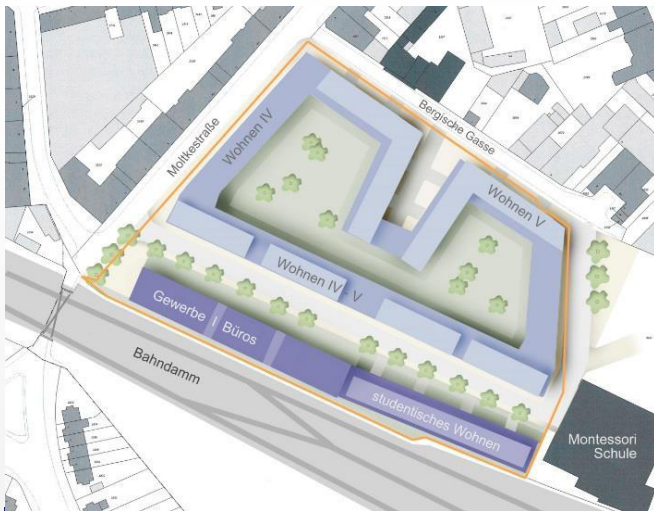 Bergische Gasse
Moltkestraße
Wohnen IV
Wohnen V
Wohnen IV - V
Gewerbe I Büros
Bahndamm
studentisches Wohnen
Montessori
Schule